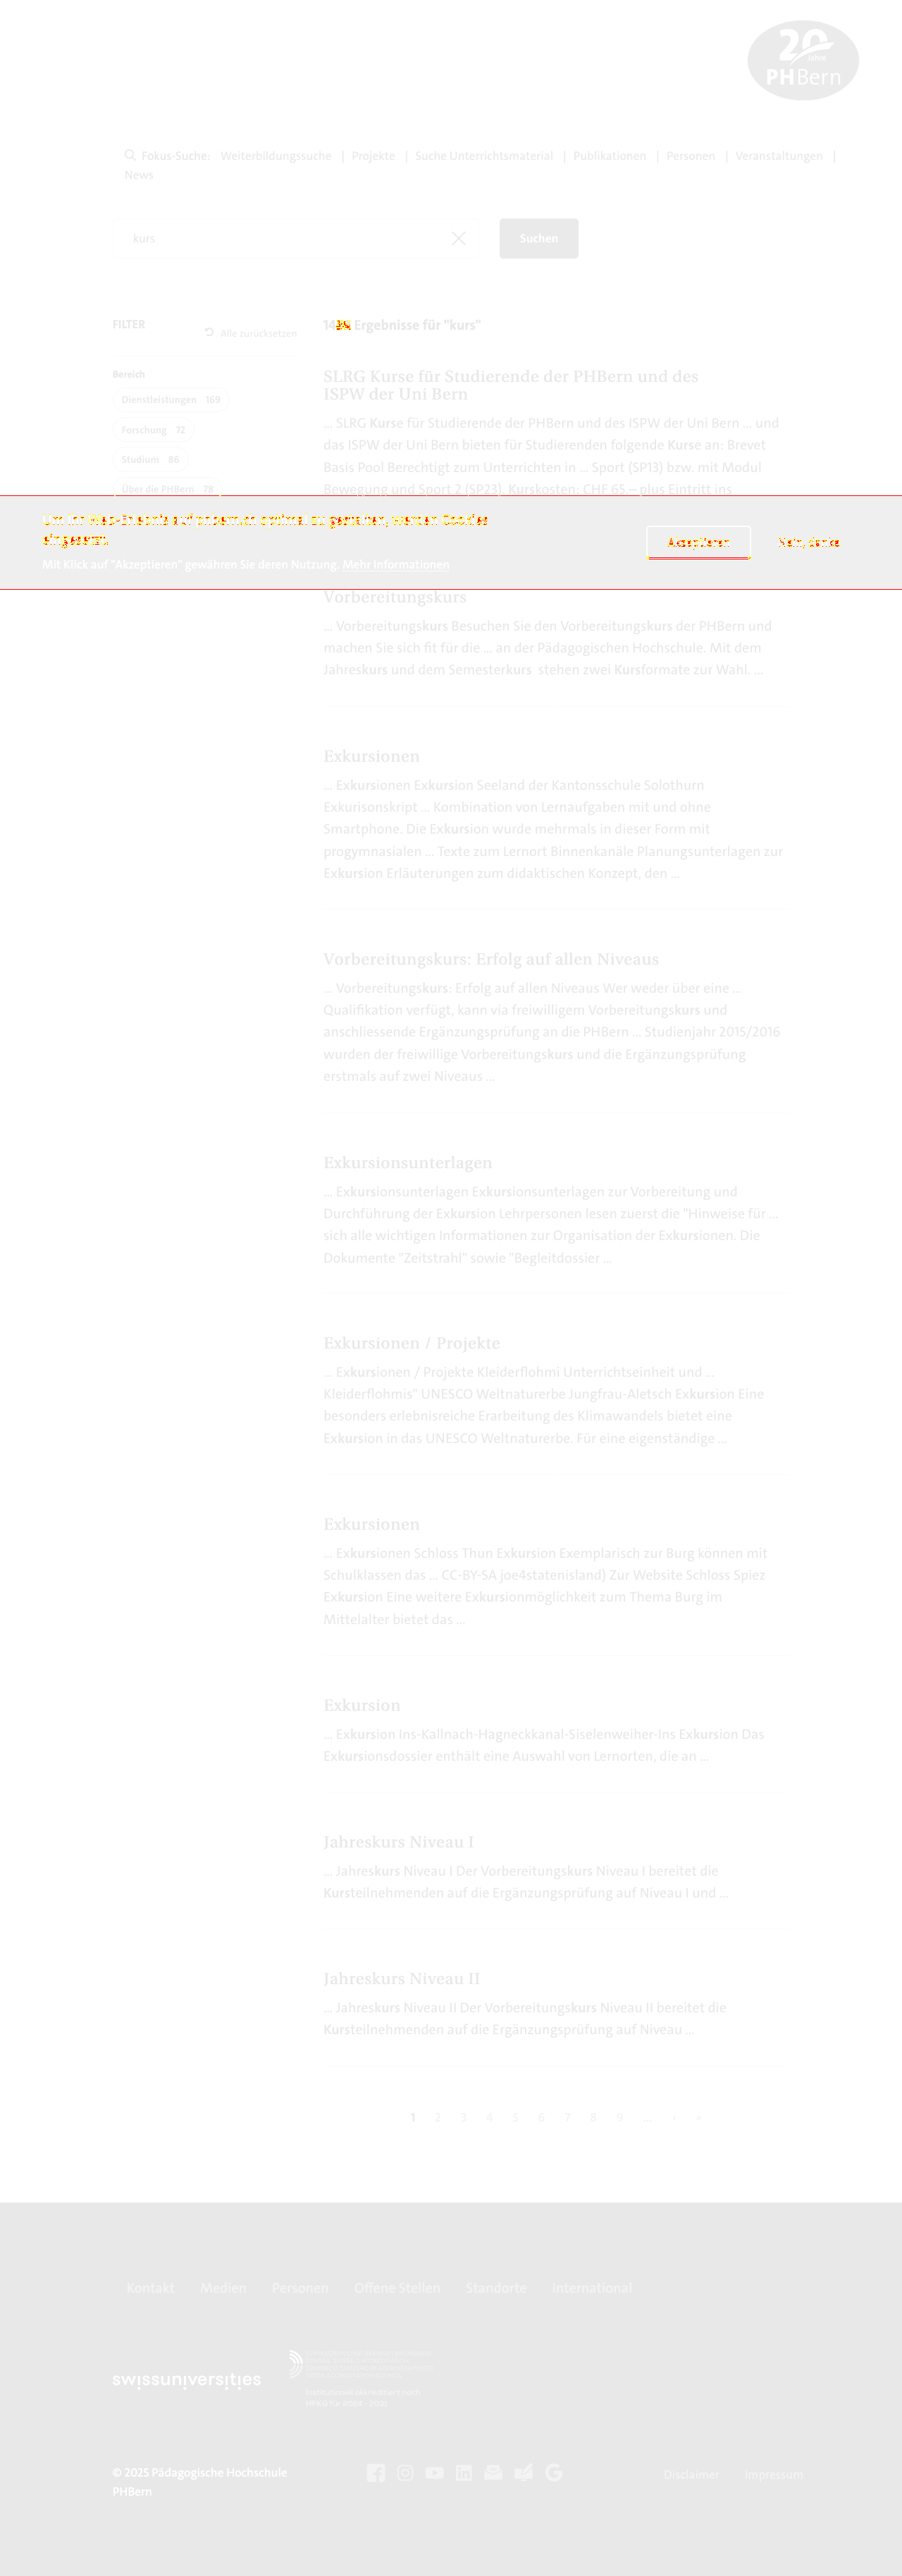 20
Jahre
PHBern
Fokus-Suche: Weiterbildungssuche | Projekte | Suche Unterrichtsmaterial | Publikationen | Personen | Veranstaltungen |
News
kurs
Suchen
FILTER
Alle zurücksetzen
Ergebnisse für "kurs"
Bereich
Dienstleistungen 169
Forschung 72
Studium 86
Über die PHBern 78
SLRG Kurse für Studierende der PHBern und des
ISPW der Uni Bern
... SLRG Kurse für Studierende der PHBern und des ISPW der Uni Bern ... und
das ISPW der Uni Bern bieten für Studierenden folgende Kurse an: Brevet
Basis Pool Berechtigt zum Unterrichten in ... Sport (SP13) bzw. mit Modul
Bewegung und Sport 2 (SP23). Kurskosten: CHF 65.– plus Eintritt ins
Um Ihr Web-Erlebnis auf unserer optimal zu gestalten, werden Cookies
eingesetzt.
Mit Klick auf "Akzeptieren" gewähren Sie deren Nutzung. Mehr Informationen
Akzeptieren
Nein, danke
Vorbereitungskurs
... Vorbereitungskurs Besuchen Sie den Vorbereitungskurs der PHBern und
machen Sie sich fit für die ... an der Pädagogischen Hochschule. Mit dem
Jahreskurs und dem Semesterkurs stehen zwei Kursformate zur Wahl. ...
Exkursionen
... Exkursionen Exkursion Seeland der Kantonsschule Solothurn
Exkurisonskript ... Kombination von Lernaufgaben mit und ohne
Smartphone. Die Exkursion wurde mehrmals in dieser Form mit
progymnasialen ... Texte zum Lernort Binnenkanäle Planungsunterlagen zur
Exkursion Erläuterungen zum didaktischen Konzept, den ...
Vorbereitungskurs: Erfolg auf allen Niveaus
... Vorbereitungskurs: Erfolg auf allen Niveaus Wer weder über eine ...
Qualifikation verfügt, kann via freiwilligem Vorbereitungskurs und
anschliessende Ergänzungsprüfung an die PHBern ... Studienjahr 2015/2016
wurden der freiwillige Vorbereitungskurs und die Ergänzungsprüfung
erstmals auf zwei Niveaus ...
Exkursionsunterlagen
... Exkursionsunterlagen Exkursionsunterlagen zur Vorbereitung und
Durchführung der Exkursion Lehrpersonen lesen zuerst die "Hinweise für ...
sich alle wichtigen Informationen zur Organisation der Exkursionen. Die
Dokumente "Zeitstrahl" sowie "Begleitdossier ...
Exkursionen / Projekte
... Exkursionen / Projekte Kleiderflohmi Unterrichtseinheit und ...
Kleiderflohmis" UNESCO Weltnaturerbe Jungfrau-Aletsch Exkursion Eine
besonders erlebnisreiche Erarbeitung des Klimawandels bietet eine
Exkursion in das UNESCO Weltnaturerbe. Für eine eigenständige ...
Exkursionen
... Exkursionen Schloss Thun Exkursion Exemplarisch zur Burg können mit
Schulklassen das ... CC-BY-SA joe4statenisland) Zur Website Schloss Spiez
Exkursion Eine weitere Exkursionmöglichkeit zum Thema Burg im
Mittelalter bietet das ...
Exkursion
... Exkursion Ins-Kallnach-Hagneckkanal-Siselenweiher-Ins Exkursion Das
Exkursionsdossier enthält eine Auswahl von Lernorten, die an ...
Jahreskurs Niveau I
... Jahreskurs Niveau I Der Vorbereitungskurs Niveau I bereitet die
Kursteilnehmenden auf die Ergänzungsprüfung auf Niveau I und ...
Jahreskurs Niveau II
... Jahreskurs Niveau II Der Vorbereitungskurs Niveau II bereitet die
Kursteilnehmenden auf die Ergänzungsprüfung auf Niveau ...
1 2 3 4 5 6 7 8 9 ... › »
Kontakt Medien Personen Offene Stellen Standorte International
swissuniversities
© 2025 Pädagogische Hochschule
PHBern
Disclaimer Impressum